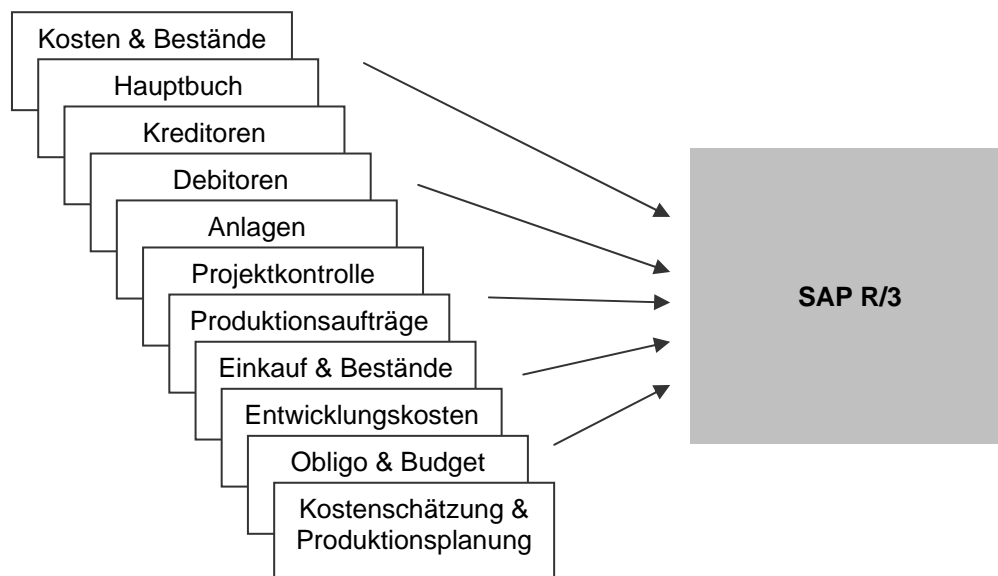 Kosten & Bestände
Hauptbuch
Kreditoren
Debitoren
Anlagen
Projektkontrolle
Produktionsaufträge
Einkauf & Bestände
Entwicklungskosten
Obligo & Budget
Kostenschätzung &
Produktionsplanung
SAP R/3